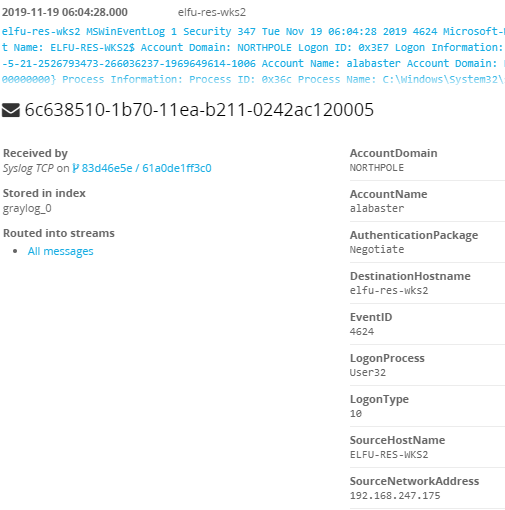 2019-11-19 06:04:28.000 elfu-res-wks2
elfu-res-wks2 MSWinEventLog 1 Security 347 Tue Nov 19 06:04:28 2019 4624 Microsoft-
t Name: ELFU-RES-WKS2$ Account Domain: NORTHPOLE Logon ID: 0x3E7 Logon Information:
-5-21-2526793473-266036237-1969649614-1006 Account Name: alabaster Account Domain:
00000000} Process Information: Process ID: 0x36c Process Name: C:\Windows\System32\
6c638510-1b70-11ea-b211-0242ac120005
Received by
Syslog TCP on 83d46e5e / 61a0de1ff3c0
Stored in index
graylog_0
Routed into streams
• All messages
AccountDomain
NORTHPOLE
AccountName
alabaster
AuthenticationPackage
Negotiate
DestinationHostname
elfu-res-wks2
EventID
4624
LogonProcess
User32
LogonType
10
SourceHostName
ELFU-RES-WKS2
SourceNetworkAddress
192.168.247.175